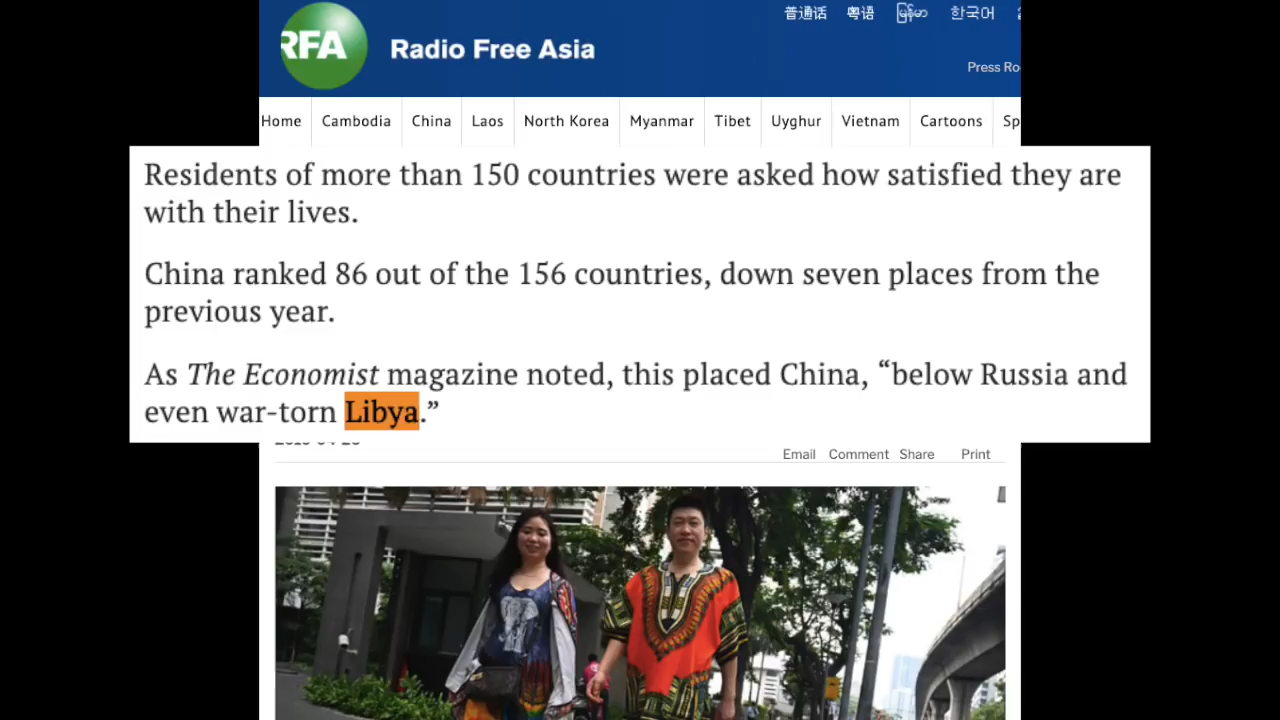 普通话 粤语 မြန်မာ 한국어
RFA
Radio Free Asia
Press Ro
Home Cambodia China Laos North Korea Myanmar Tibet Uyghur Vietnam Cartoons Sp
Residents of more than 150 countries were asked how satisfied they are
with their lives.
China ranked 86 out of the 156 countries, down seven places from the
previous year.
As The Economist magazine noted, this placed China, “below Russia and
even war-torn Libya.”
Email Comment Share Print